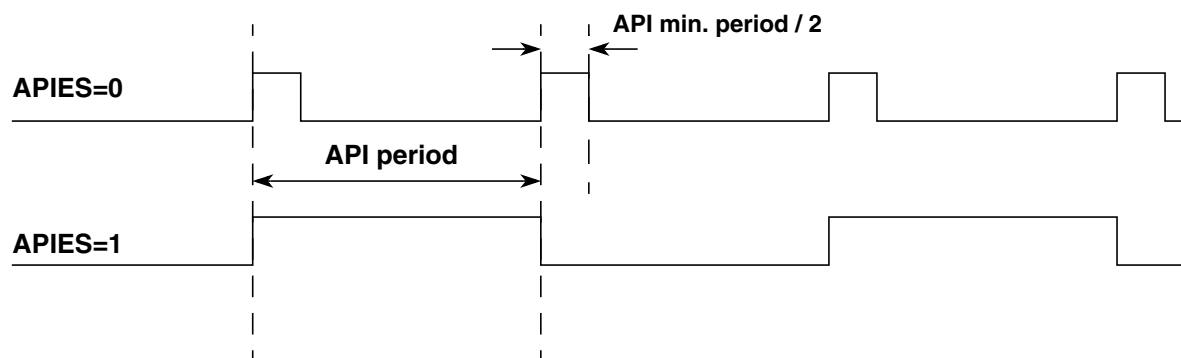 API min. period / 2
APIES=0
API period
APIES=1